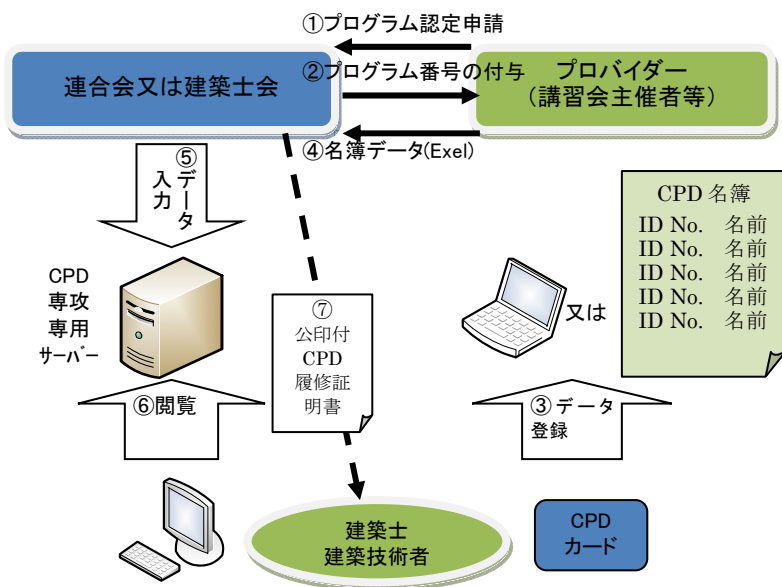 ①プログラム認定申請
連合会又は建築士会
②プログラム番号の付与
プロバイダー
（講習会主催者等）
④名簿データ(Exel)
⑤データ
入力
CPD
専攻
専用
サーバー
CPD 名簿
ID No. 名前
ID No. 名前
ID No. 名前
ID No. 名前
ID No. 名前
又は
⑦
公印付
CPD
履修証
明書
⑥閲覧
③データ
登録
建築士
建築技術者
CPD
カード